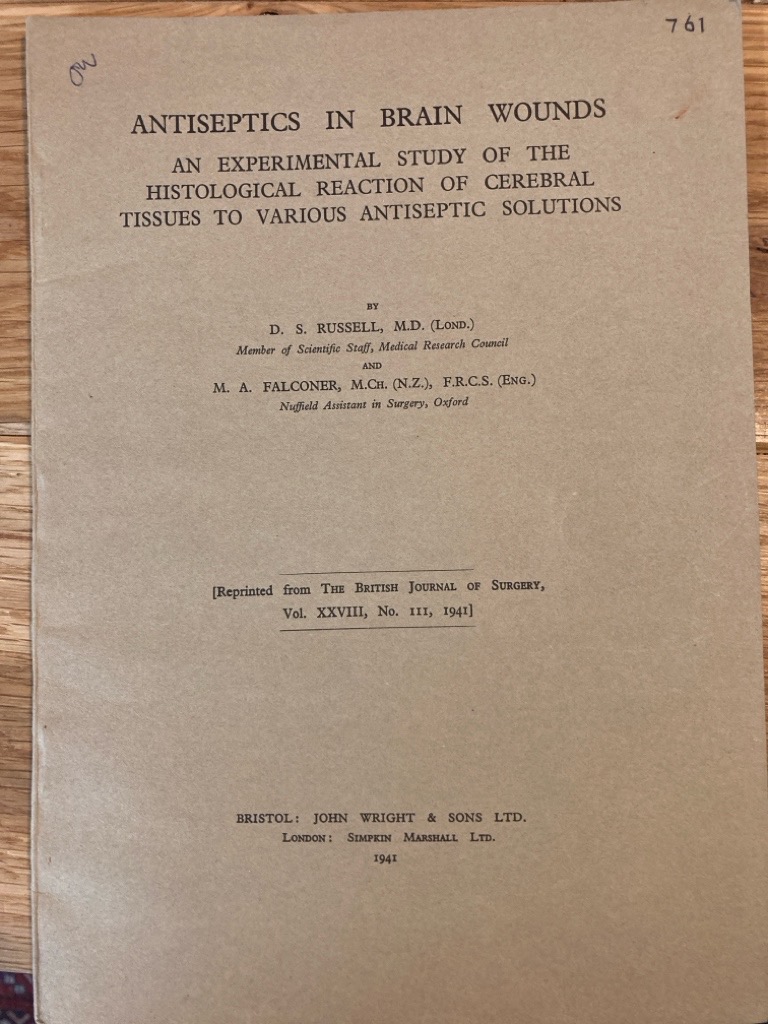 761
ANTISEPTICS IN BRAIN WOUNDS
AN EXPERIMENTAL STUDY OF THE
HISTOLOGICAL REACTION OF CEREBRAL
TISSUES TO VARIOUS ANTISEPTIC SOLUTIONS
BY
D. S. RUSSELL, M.D. (LOND.)
Member of Scientific Staff, Medical Research Council
AND
M. A. FALCONER, M.CH. (N.Z.), F.R.C.S. (ENG.)
Nuffield Assistant in Surgery, Oxford
[Reprinted from THE BRITISH JOURNAL OF SURGERY,
Vol. XXVIII, No. 111, 1941]
BRISTOL: JOHN WRIGHT & SONS LTD.
LONDON: SIMPKIN MARSHALL LTD.
1941